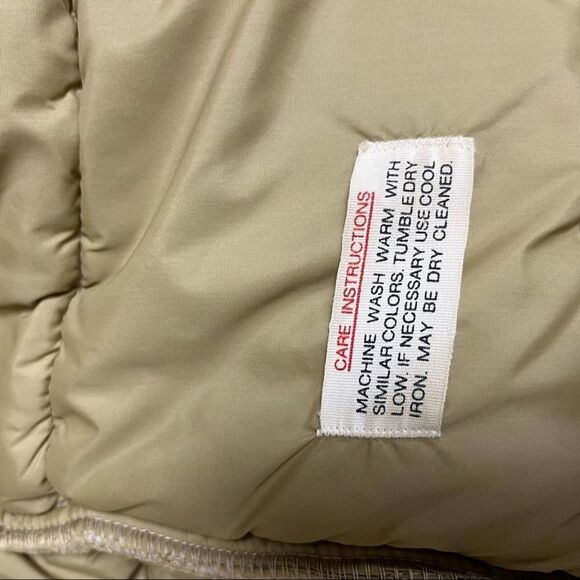 CARE INSTRUCTIONS
MACHINE WASH WARM WITH
SIMILAR COLORS. TUMBLE DRY
LOW. IF NECESSARY USE COOL
IRON. MAY BE DRY CLEANED.